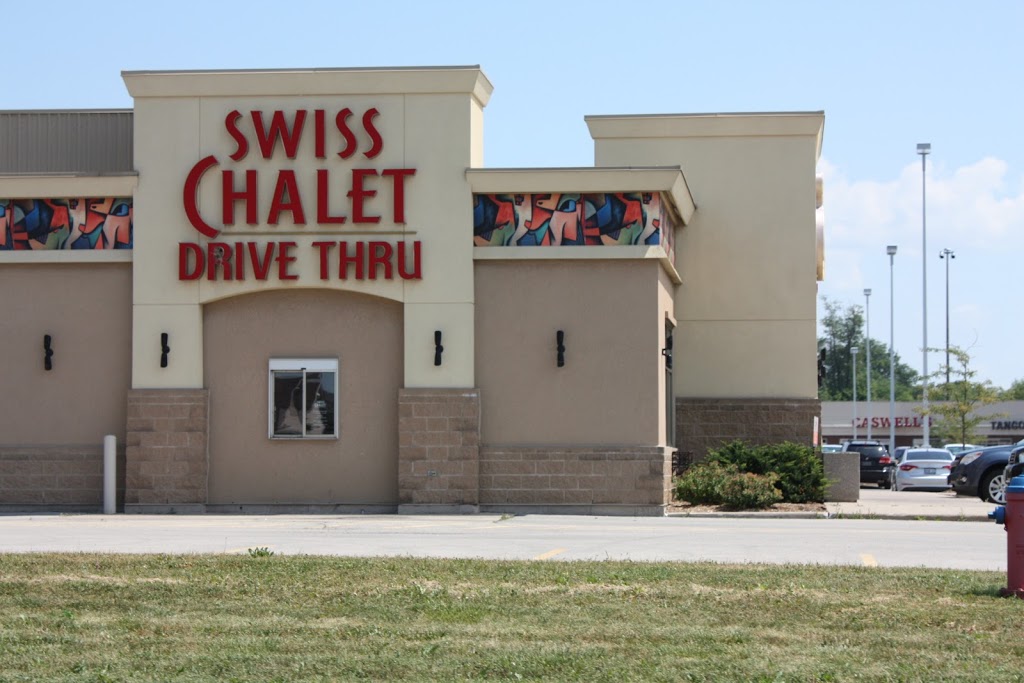 SWISS
CHALET
DRIVE THRU
CASWELL'S
TANGO